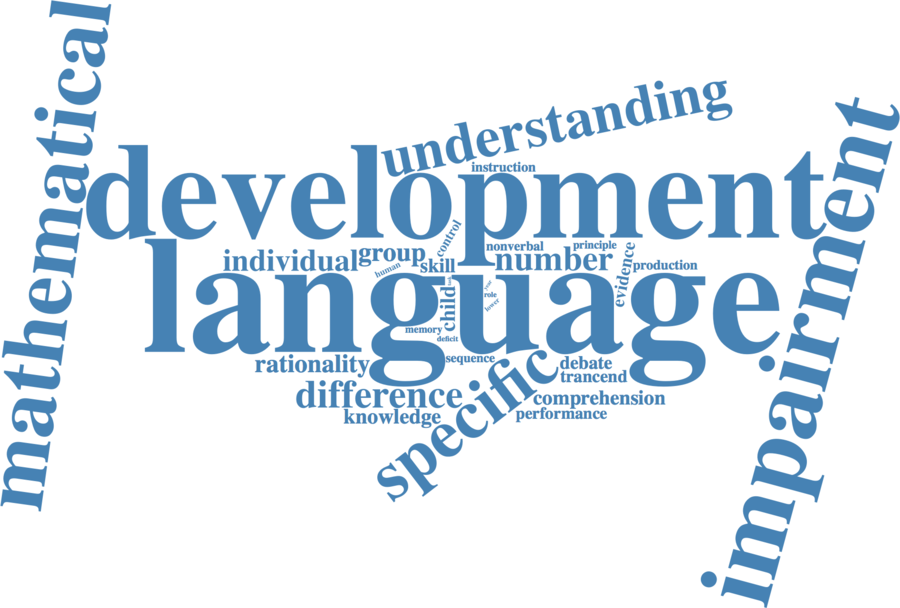 mathematical
understanding
instruction
development
impairment
control
individual
group
human
skill
nonverbal
principle
number
evidence
production
language
child
year
role
lower
memory
deficit
sequence
rationality
specific
debate
trancend
difference
comprehension
knowledge
performance